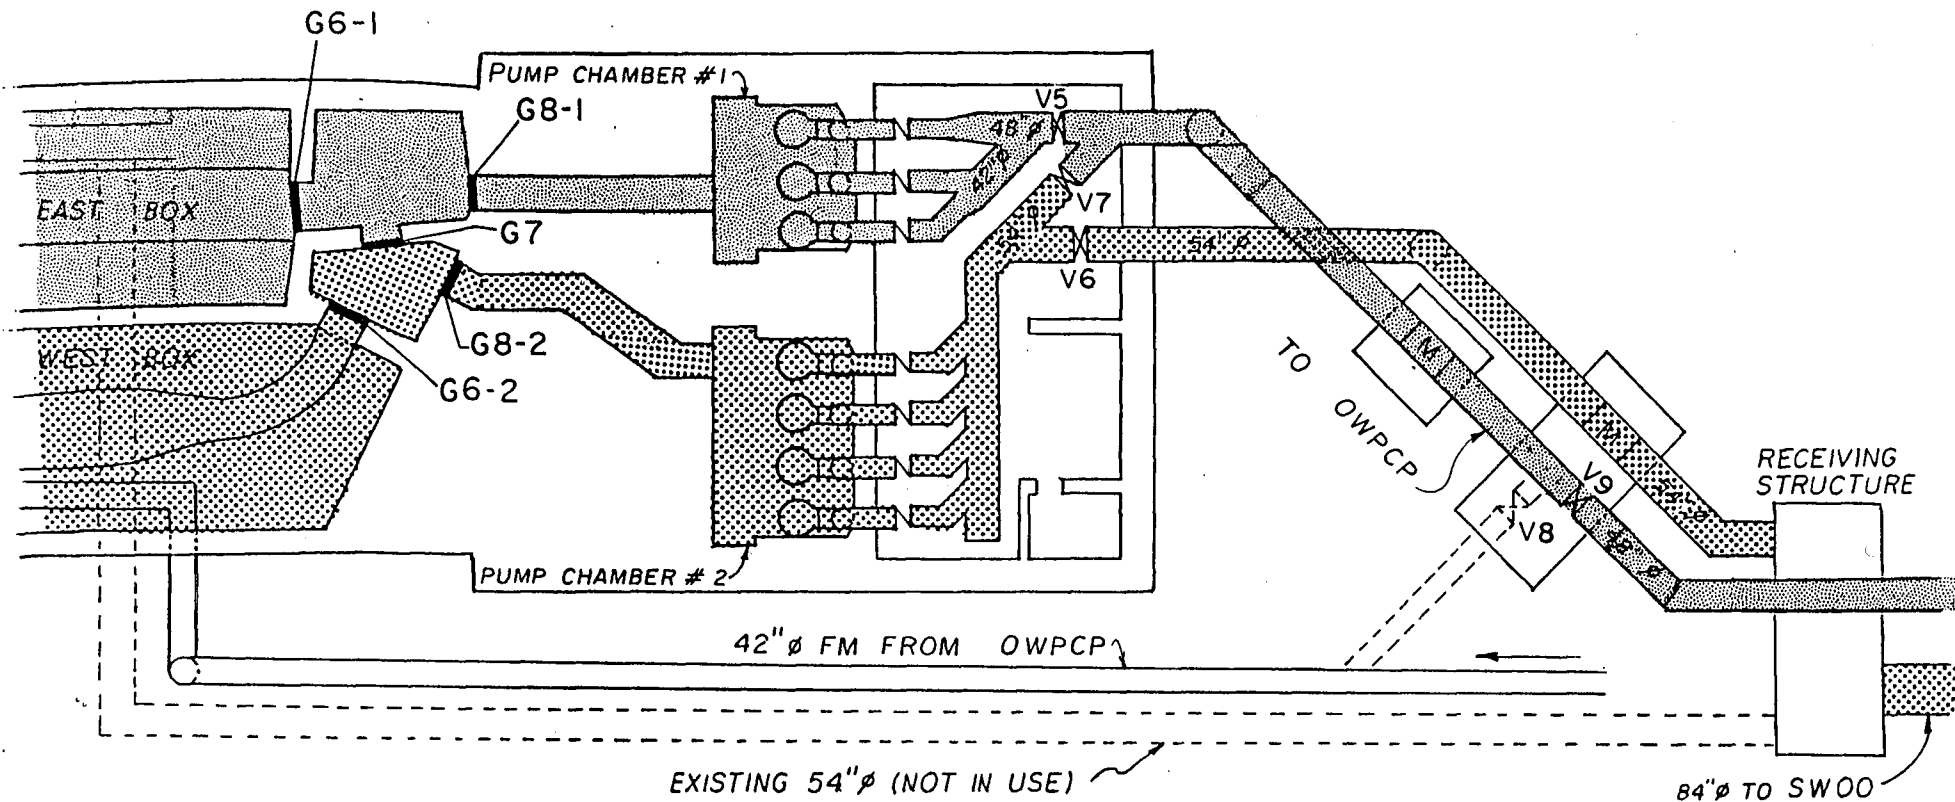 G6-1
PUMP CHAMBER #1
G8-1
V5
48"ø
42"ø
EAST BOX
V7
G7
54"ø
V6
G8-2
WEST BOX
M
TO OWPCP
G6-2
M
RECEIVING
STRUCTURE
V9
V8
42"ø
PUMP CHAMBER # 2
42"ø FM FROM OWPCP
EXISTING 54"ø (NOT IN USE)
84"ø TO SWOO